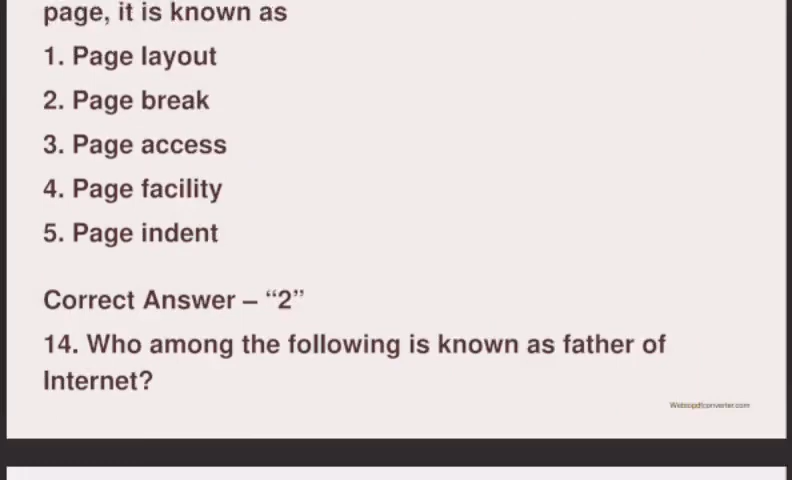 page, it is known as
1. Page layout
2. Page break
3. Page access
4. Page facility
5. Page indent
Correct Answer – “2”
14. Who among the following is known as father of
Internet?